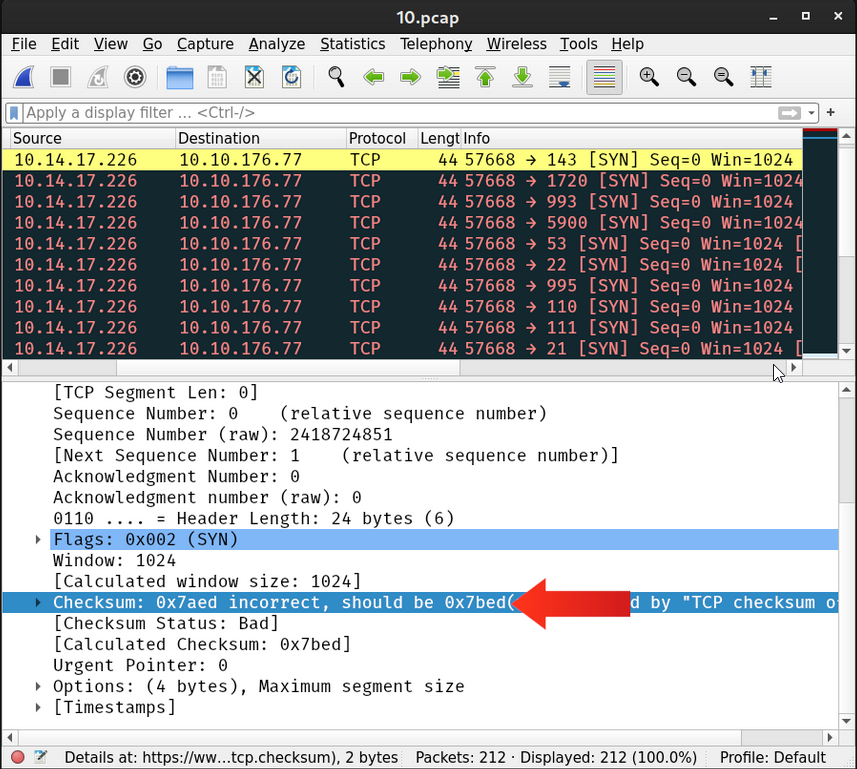 10.pcap
File Edit View Go Capture Analyze Statistics Telephony Wireless Tools Help
Apply a display filter … <Ctrl-/>
Source Destination Protocol Lengt Info
10.14.17.226 10.10.176.77 TCP 44 57668 → 143 [SYN] Seq=0 Win=1024
10.14.17.226 10.10.176.77 TCP 44 57668 → 1720 [SYN] Seq=0 Win=1024
10.14.17.226 10.10.176.77 TCP 44 57668 → 993 [SYN] Seq=0 Win=1024
10.14.17.226 10.10.176.77 TCP 44 57668 → 5900 [SYN] Seq=0 Win=1024
10.14.17.226 10.10.176.77 TCP 44 57668 → 53 [SYN] Seq=0 Win=1024 [
10.14.17.226 10.10.176.77 TCP 44 57668 → 22 [SYN] Seq=0 Win=1024 [
10.14.17.226 10.10.176.77 TCP 44 57668 → 995 [SYN] Seq=0 Win=1024
10.14.17.226 10.10.176.77 TCP 44 57668 → 110 [SYN] Seq=0 Win=1024
10.14.17.226 10.10.176.77 TCP 44 57668 → 111 [SYN] Seq=0 Win=1024
10.14.17.226 10.10.176.77 TCP 44 57668 → 21 [SYN] Seq=0 Win=1024 [
[TCP Segment Len: 0]
Sequence Number: 0 (relative sequence number)
Sequence Number (raw): 2418724851
[Next Sequence Number: 1 (relative sequence number)]
Acknowledgment Number: 0
Acknowledgment number (raw): 0
0110 .... = Header Length: 24 bytes (6)
Flags: 0x002 (SYN)
Window: 1024
[Calculated window size: 1024]
Checksum: 0x7aed incorrect, should be 0x7bed( d by "TCP checksum o
[Checksum Status: Bad]
[Calculated Checksum: 0x7bed]
Urgent Pointer: 0
Options: (4 bytes), Maximum segment size
[Timestamps]
Details at: https://ww…tcp.checksum), 2 bytes Packets: 212 · Displayed: 212 (100.0%) Profile: Default